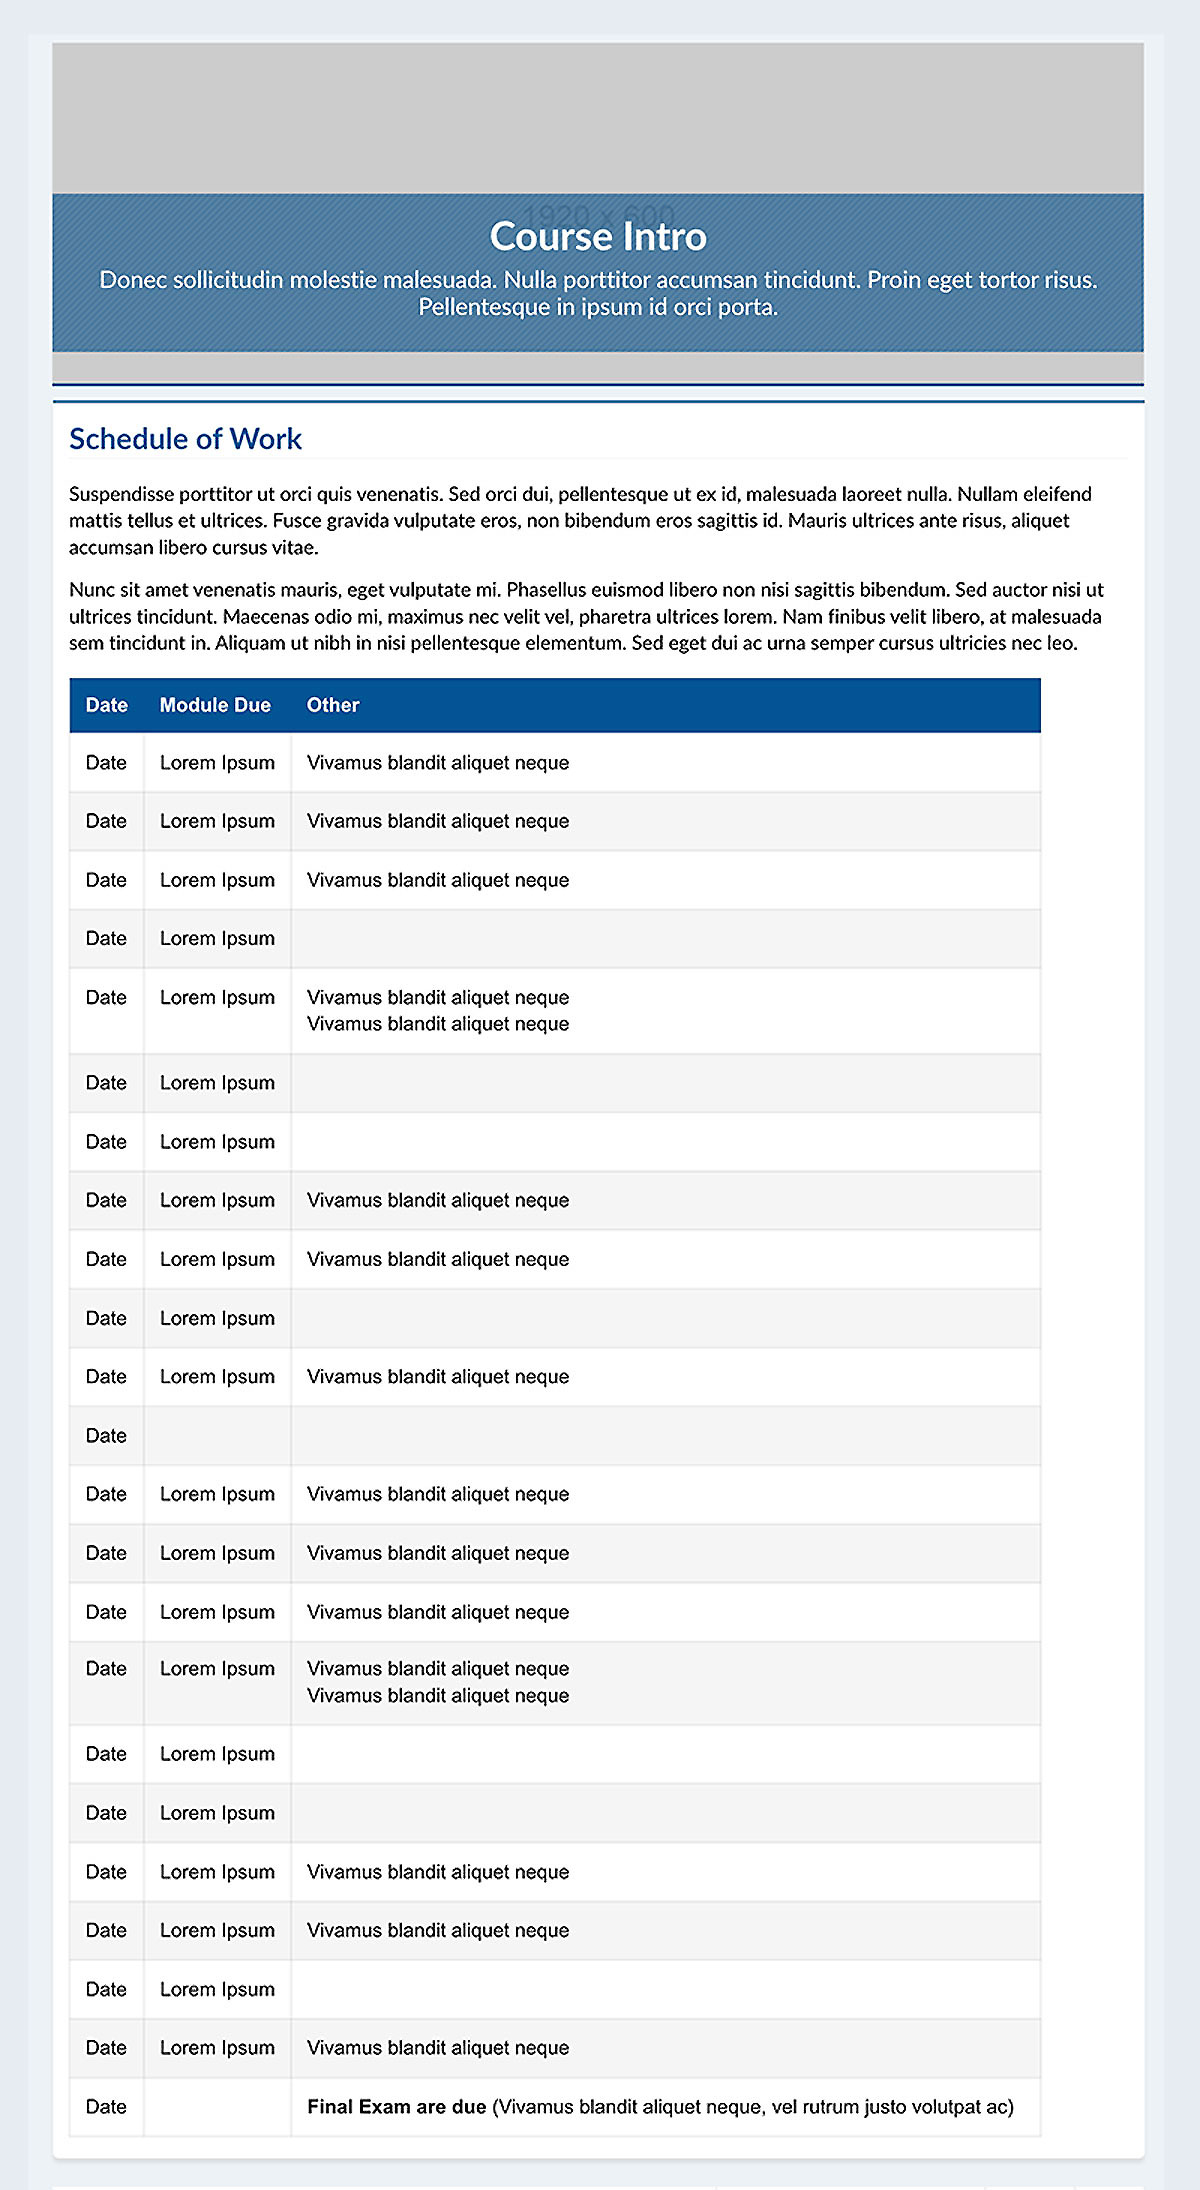 1920 x 600
Course Intro
Donec sollicitudin molestie malesuada. Nulla porttitor accumsan tincidunt. Proin eget tortor risus.
Pellentesque in ipsum id orci porta.
Schedule of Work
Suspendisse porttitor ut orci quis venenatis. Sed orci dui, pellentesque ut ex id, malesuada laoreet nulla. Nullam eleifend
mattis tellus et ultrices. Fusce gravida vulputate eros, non bibendum eros sagittis id. Mauris ultrices ante risus, aliquet
accumsan libero cursus vitae.
Nunc sit amet venenatis mauris, eget vulputate mi. Phasellus euismod libero non nisi sagittis bibendum. Sed auctor nisi ut
ultrices tincidunt. Maecenas odio mi, maximus nec velit vel, pharetra ultrices lorem. Nam finibus velit libero, at malesuada
sem tincidunt in. Aliquam ut nibh in nisi pellentesque elementum. Sed eget dui ac urna semper cursus ultricies nec leo.
Date Module Due Other
Date Lorem Ipsum Vivamus blandit aliquet neque
Date Lorem Ipsum Vivamus blandit aliquet neque
Date Lorem Ipsum Vivamus blandit aliquet neque
Date Lorem Ipsum
Date Lorem Ipsum Vivamus blandit aliquet neque
Vivamus blandit aliquet neque
Date Lorem Ipsum
Date Lorem Ipsum
Date Lorem Ipsum Vivamus blandit aliquet neque
Date Lorem Ipsum Vivamus blandit aliquet neque
Date Lorem Ipsum
Date Lorem Ipsum Vivamus blandit aliquet neque
Date
Date Lorem Ipsum Vivamus blandit aliquet neque
Date Lorem Ipsum Vivamus blandit aliquet neque
Date Lorem Ipsum Vivamus blandit aliquet neque
Date Lorem Ipsum Vivamus blandit aliquet neque
Vivamus blandit aliquet neque
Date Lorem Ipsum
Date Lorem Ipsum
Date Lorem Ipsum Vivamus blandit aliquet neque
Date Lorem Ipsum Vivamus blandit aliquet neque
Date Lorem Ipsum
Date Lorem Ipsum Vivamus blandit aliquet neque
Date Final Exam are due (Vivamus blandit aliquet neque, vel rutrum justo volutpat ac)